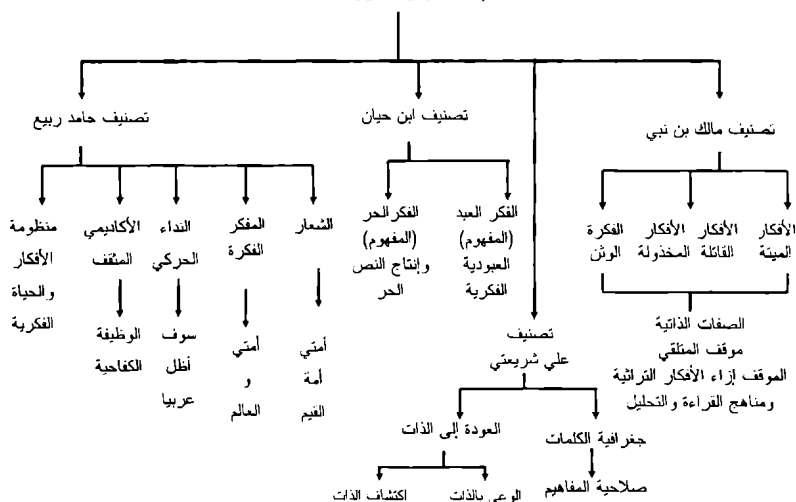 تصنيف مالك بن نبي
تصنيف ابن حيان
تصنيف حامد ربيع
الأفكار
الميتة
الأفكار
القاتلة
الأفكار
المخذولة
الفكرة
الوثن
الصفات الذاتية
موقف المتلقي
الموقف إزاء الأفكار التراثية
ومناهج القراءة والتحليل
الفكر العبد
(المفهوم)
العبودية
الفكرية
الفكر الحر
(المفهوم)
وإنتاج النص
الحر
الشعار
أمتي
أمة
القيم
المفكر
الفكرة
أمتي
و
العالم
النداء
الحركي
سوف
أظل
عربيا
الأكاديمي
المثقف
الوظيفة
الكفاحية
منظومة
الأفكار
والحياة
الفكرية
تصنيف
علي شريعتي
جغرافية الكلمات
صلاحية المفاهيم
العودة إلى الذات
الوعي بالذات
اكتشاف الذات